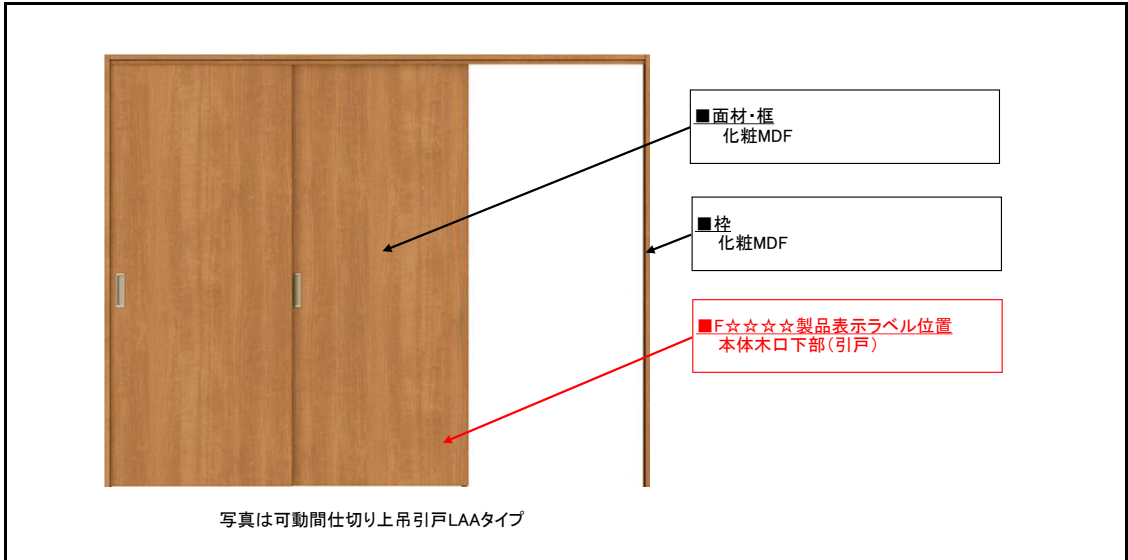 ■面材・框
化粧MDF
■枠
化粧MDF
■F☆☆☆☆製品表示ラベル位置
本体木口下部（引戸）
写真は可動間仕切り上吊引戸LAAタイプ